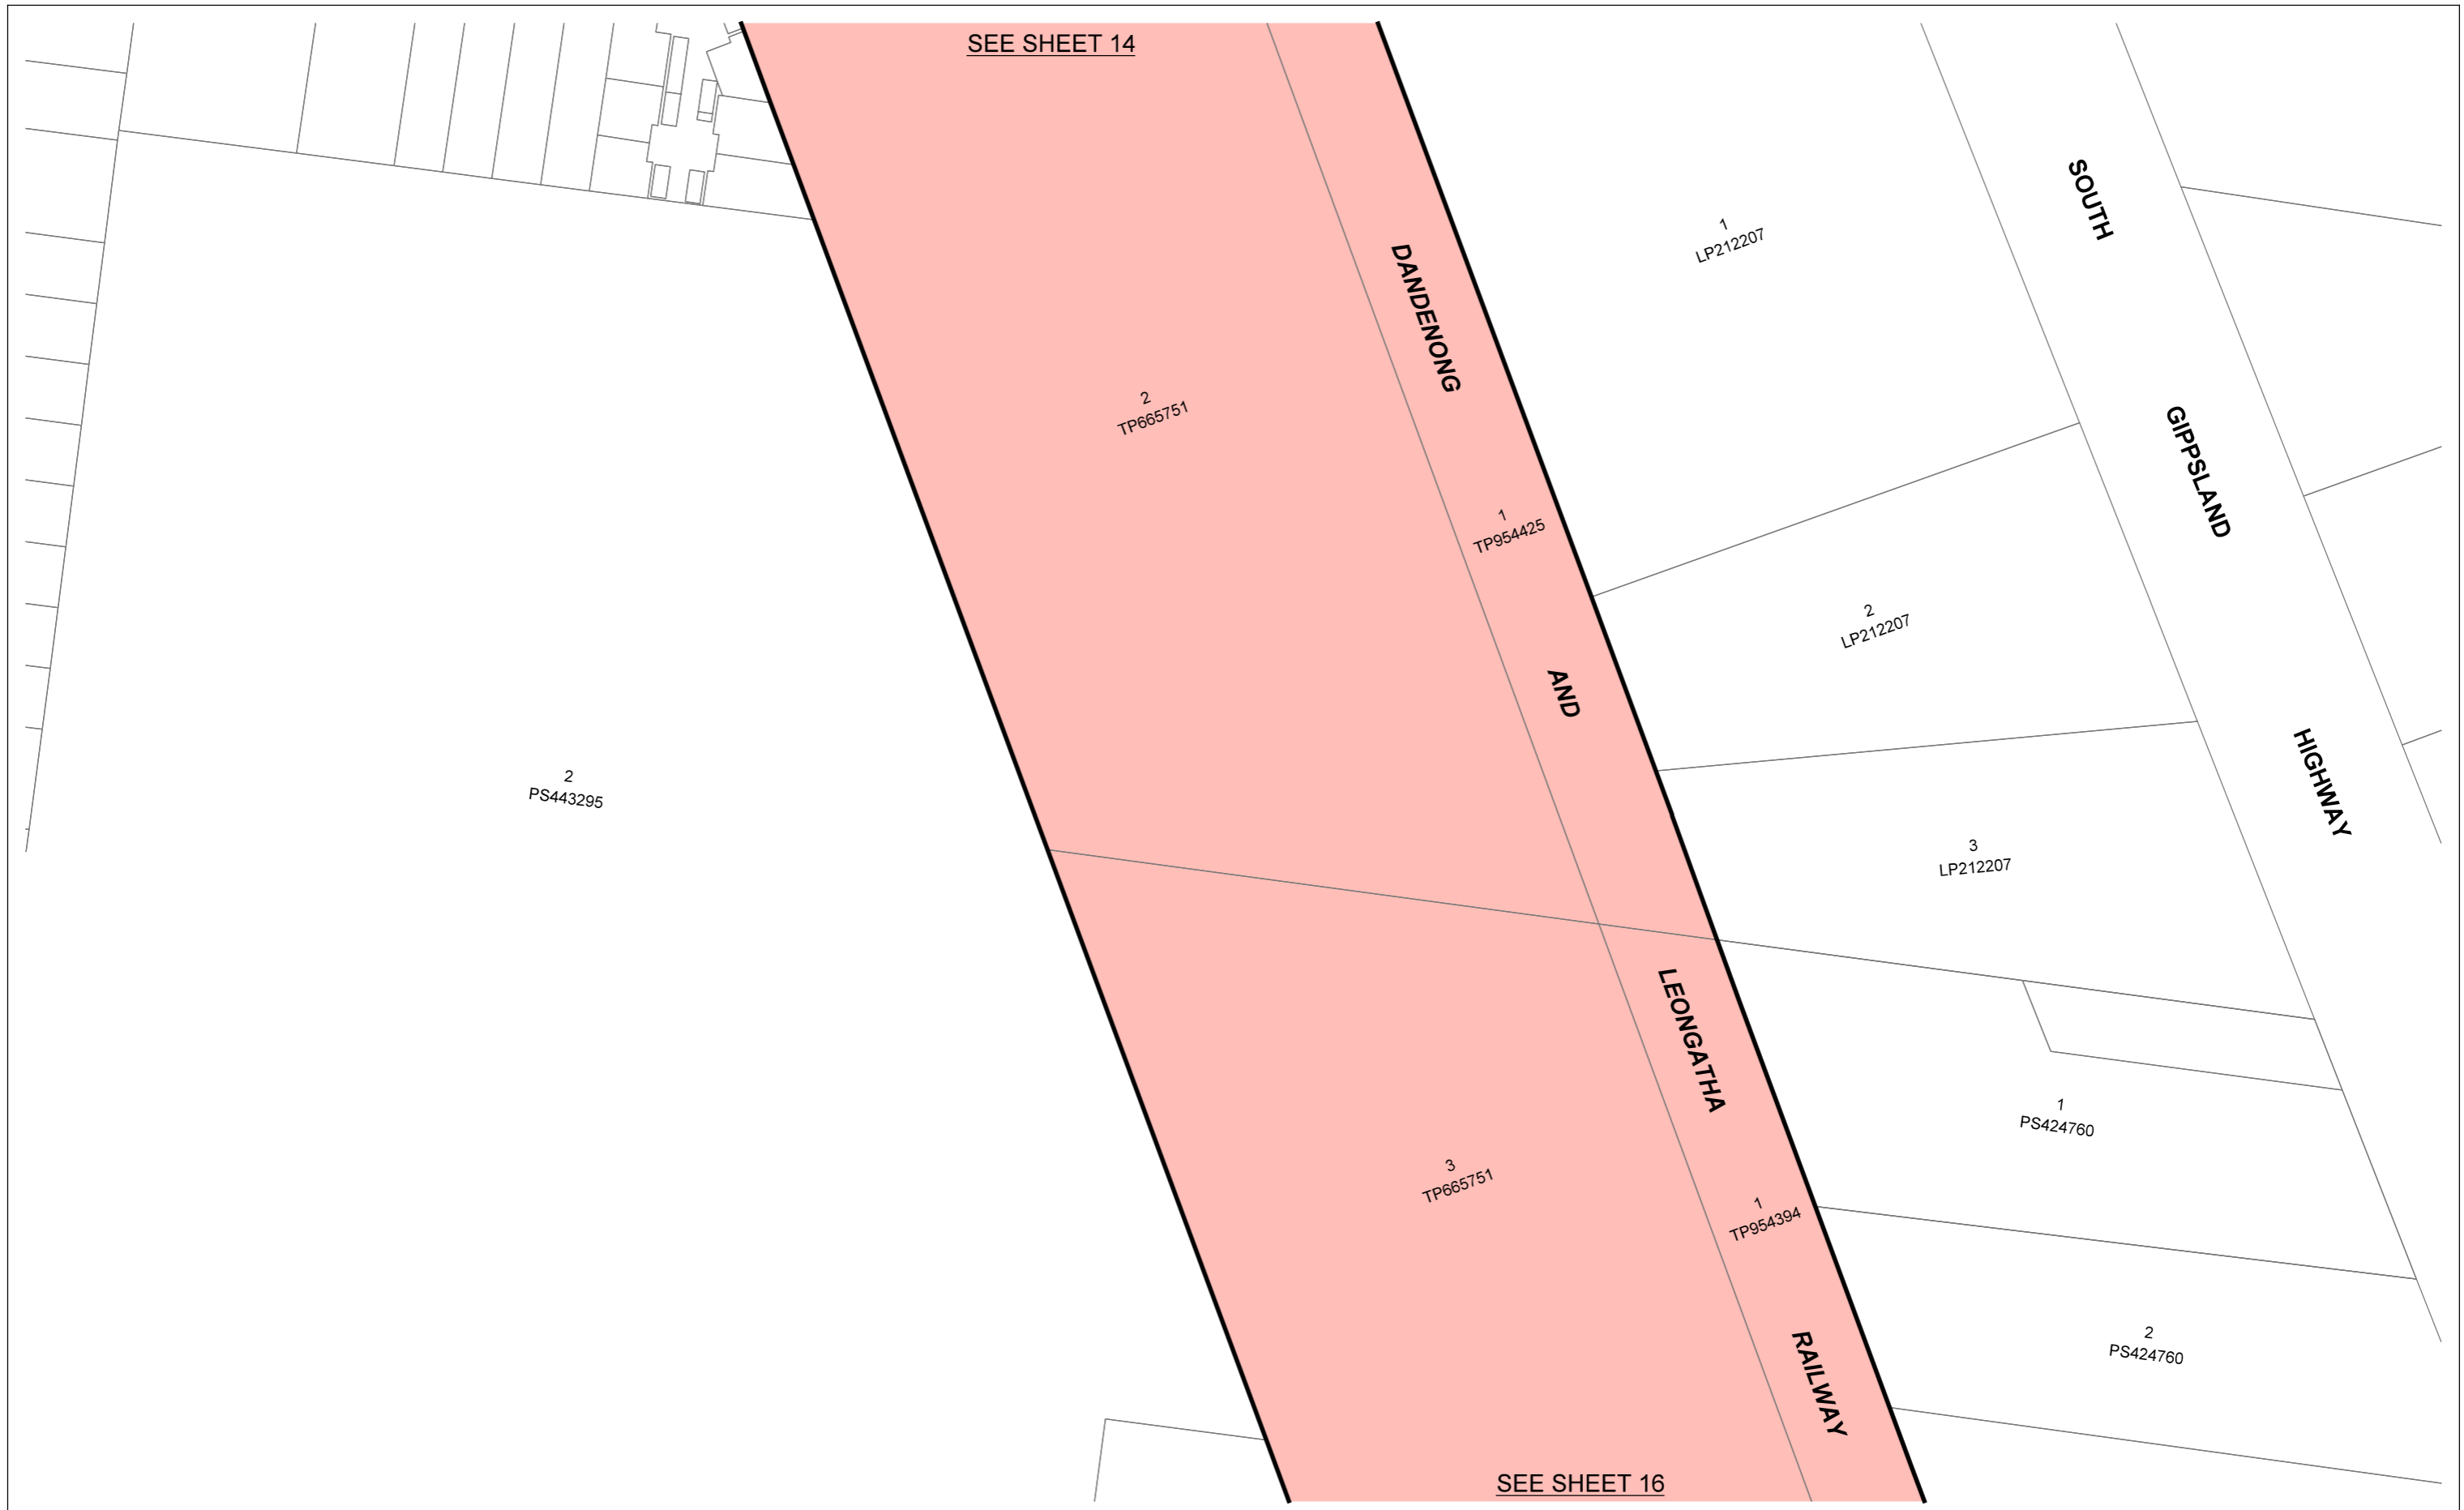 SEE SHEET 14
SOUTH
1
LP212207
DANDENONG
2
TP665751
GIPPSLAND
1
TP954425
2
LP212207
AND
2
PS443295
HIGHWAY
3
LP212207
LEONGATHA
1
PS424760
3
TP665751
1
TP954394
2
PS424760
RAILWAY
SEE SHEET 16